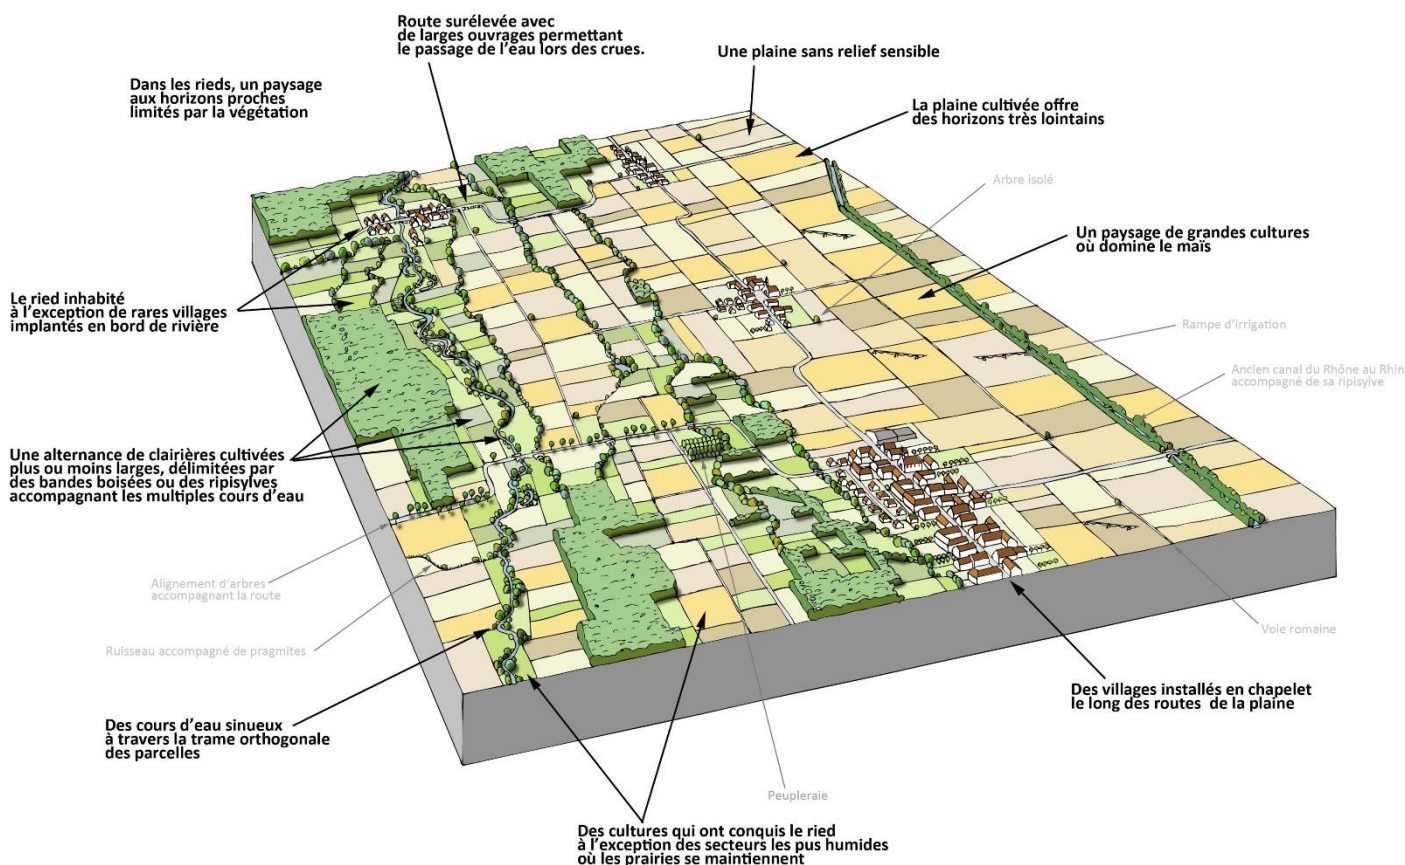 Route surélevée avec
de larges ouvrages permettant
le passage de l'eau lors des crues.
Une plaine sans relief sensible
Dans les rieds, un paysage
aux horizons proches
limités par la végétation
La plaine cultivée offre
des horizons très lointains
Arbre isolé
Un paysage de grandes cultures
où domine le maïs
Le ried inhabité
à l'exception de rares villages
implantés en bord de rivière
Rampe d'irrigation
Ancien canal du Rhône au Rhin
accompagné de sa ripisylve
Une alternance de clairières cultivées
plus ou moins larges, délimitées par
des bandes boisées ou des ripisylves
accompagnant les multiples cours d'eau
Alignement d'arbres
accompagnant la route
Ruisseau accompagné de pragmites
Voie romaine
Des villages installés en chapelet
le long des routes de la plaine
Des cours d'eau sinueux
à travers la trame orthogonale
des parcelles
Peupleraie
Des cultures qui ont conquis le ried
à l'exception des secteurs les pus humides
où les prairies se maintiennent